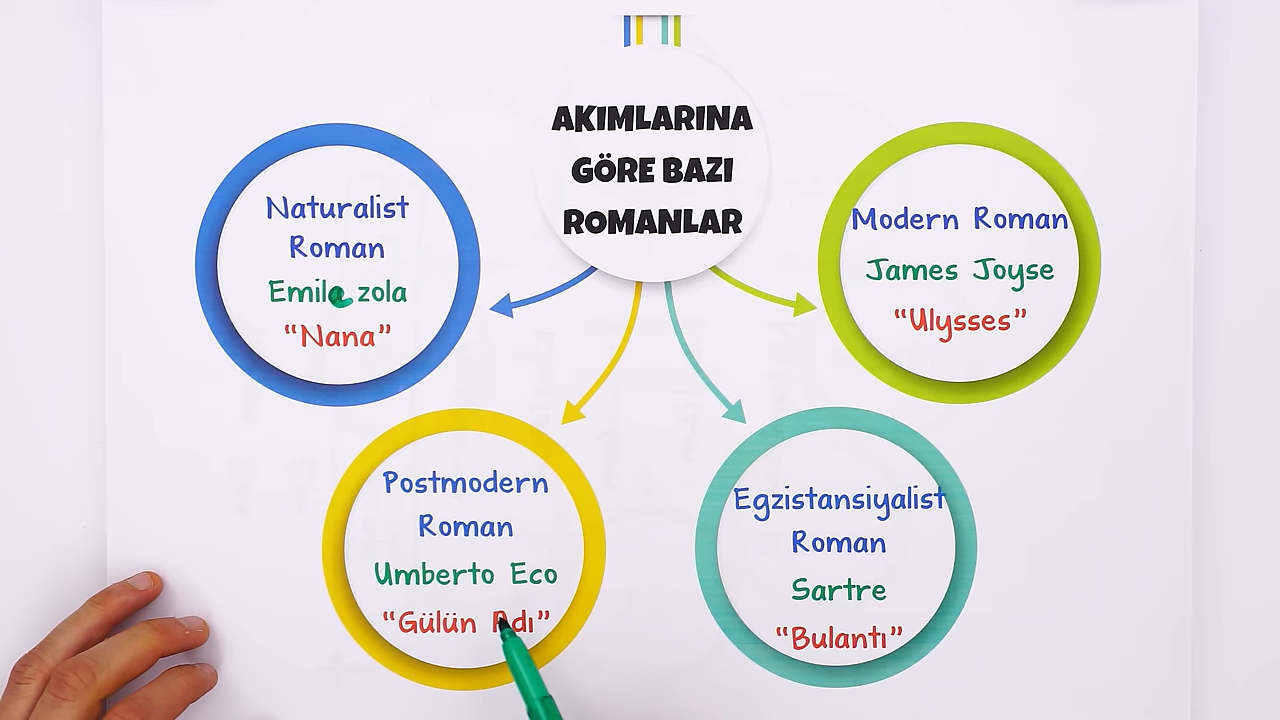 AKIMLARINA
GÖRE BAZI
ROMANLAR
Naturalist
Roman
Emile zola
“Nana”
Modern Roman
James Joyse
“Ulysses”
Postmodern
Roman
Umberto Eco
“Gülün Adı”
Egzistansiyalist
Roman
Sartre
“Bulantı”